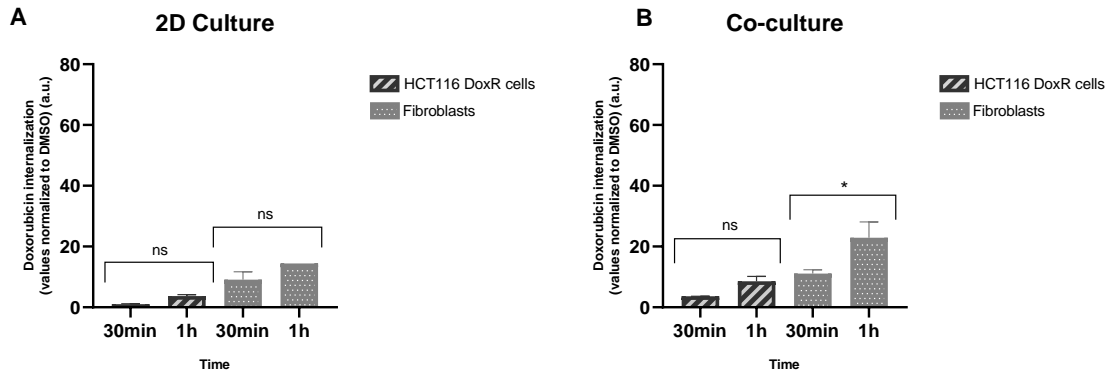 A
2D Culture
Doxorubicin internalization
(values normalized to DMSO) (a.u.)
80
60
40
20
0
ns
ns
30min 1h 30min 1h
Time
HCT116 DoxR cells
Fibroblasts
B
Co-culture
Doxorubicin internalization
(values normalized to DMSO) (a.u.)
80
60
40
20
0
ns
*
30min 1h 30min 1h
Time
HCT116 DoxR cells
Fibroblasts